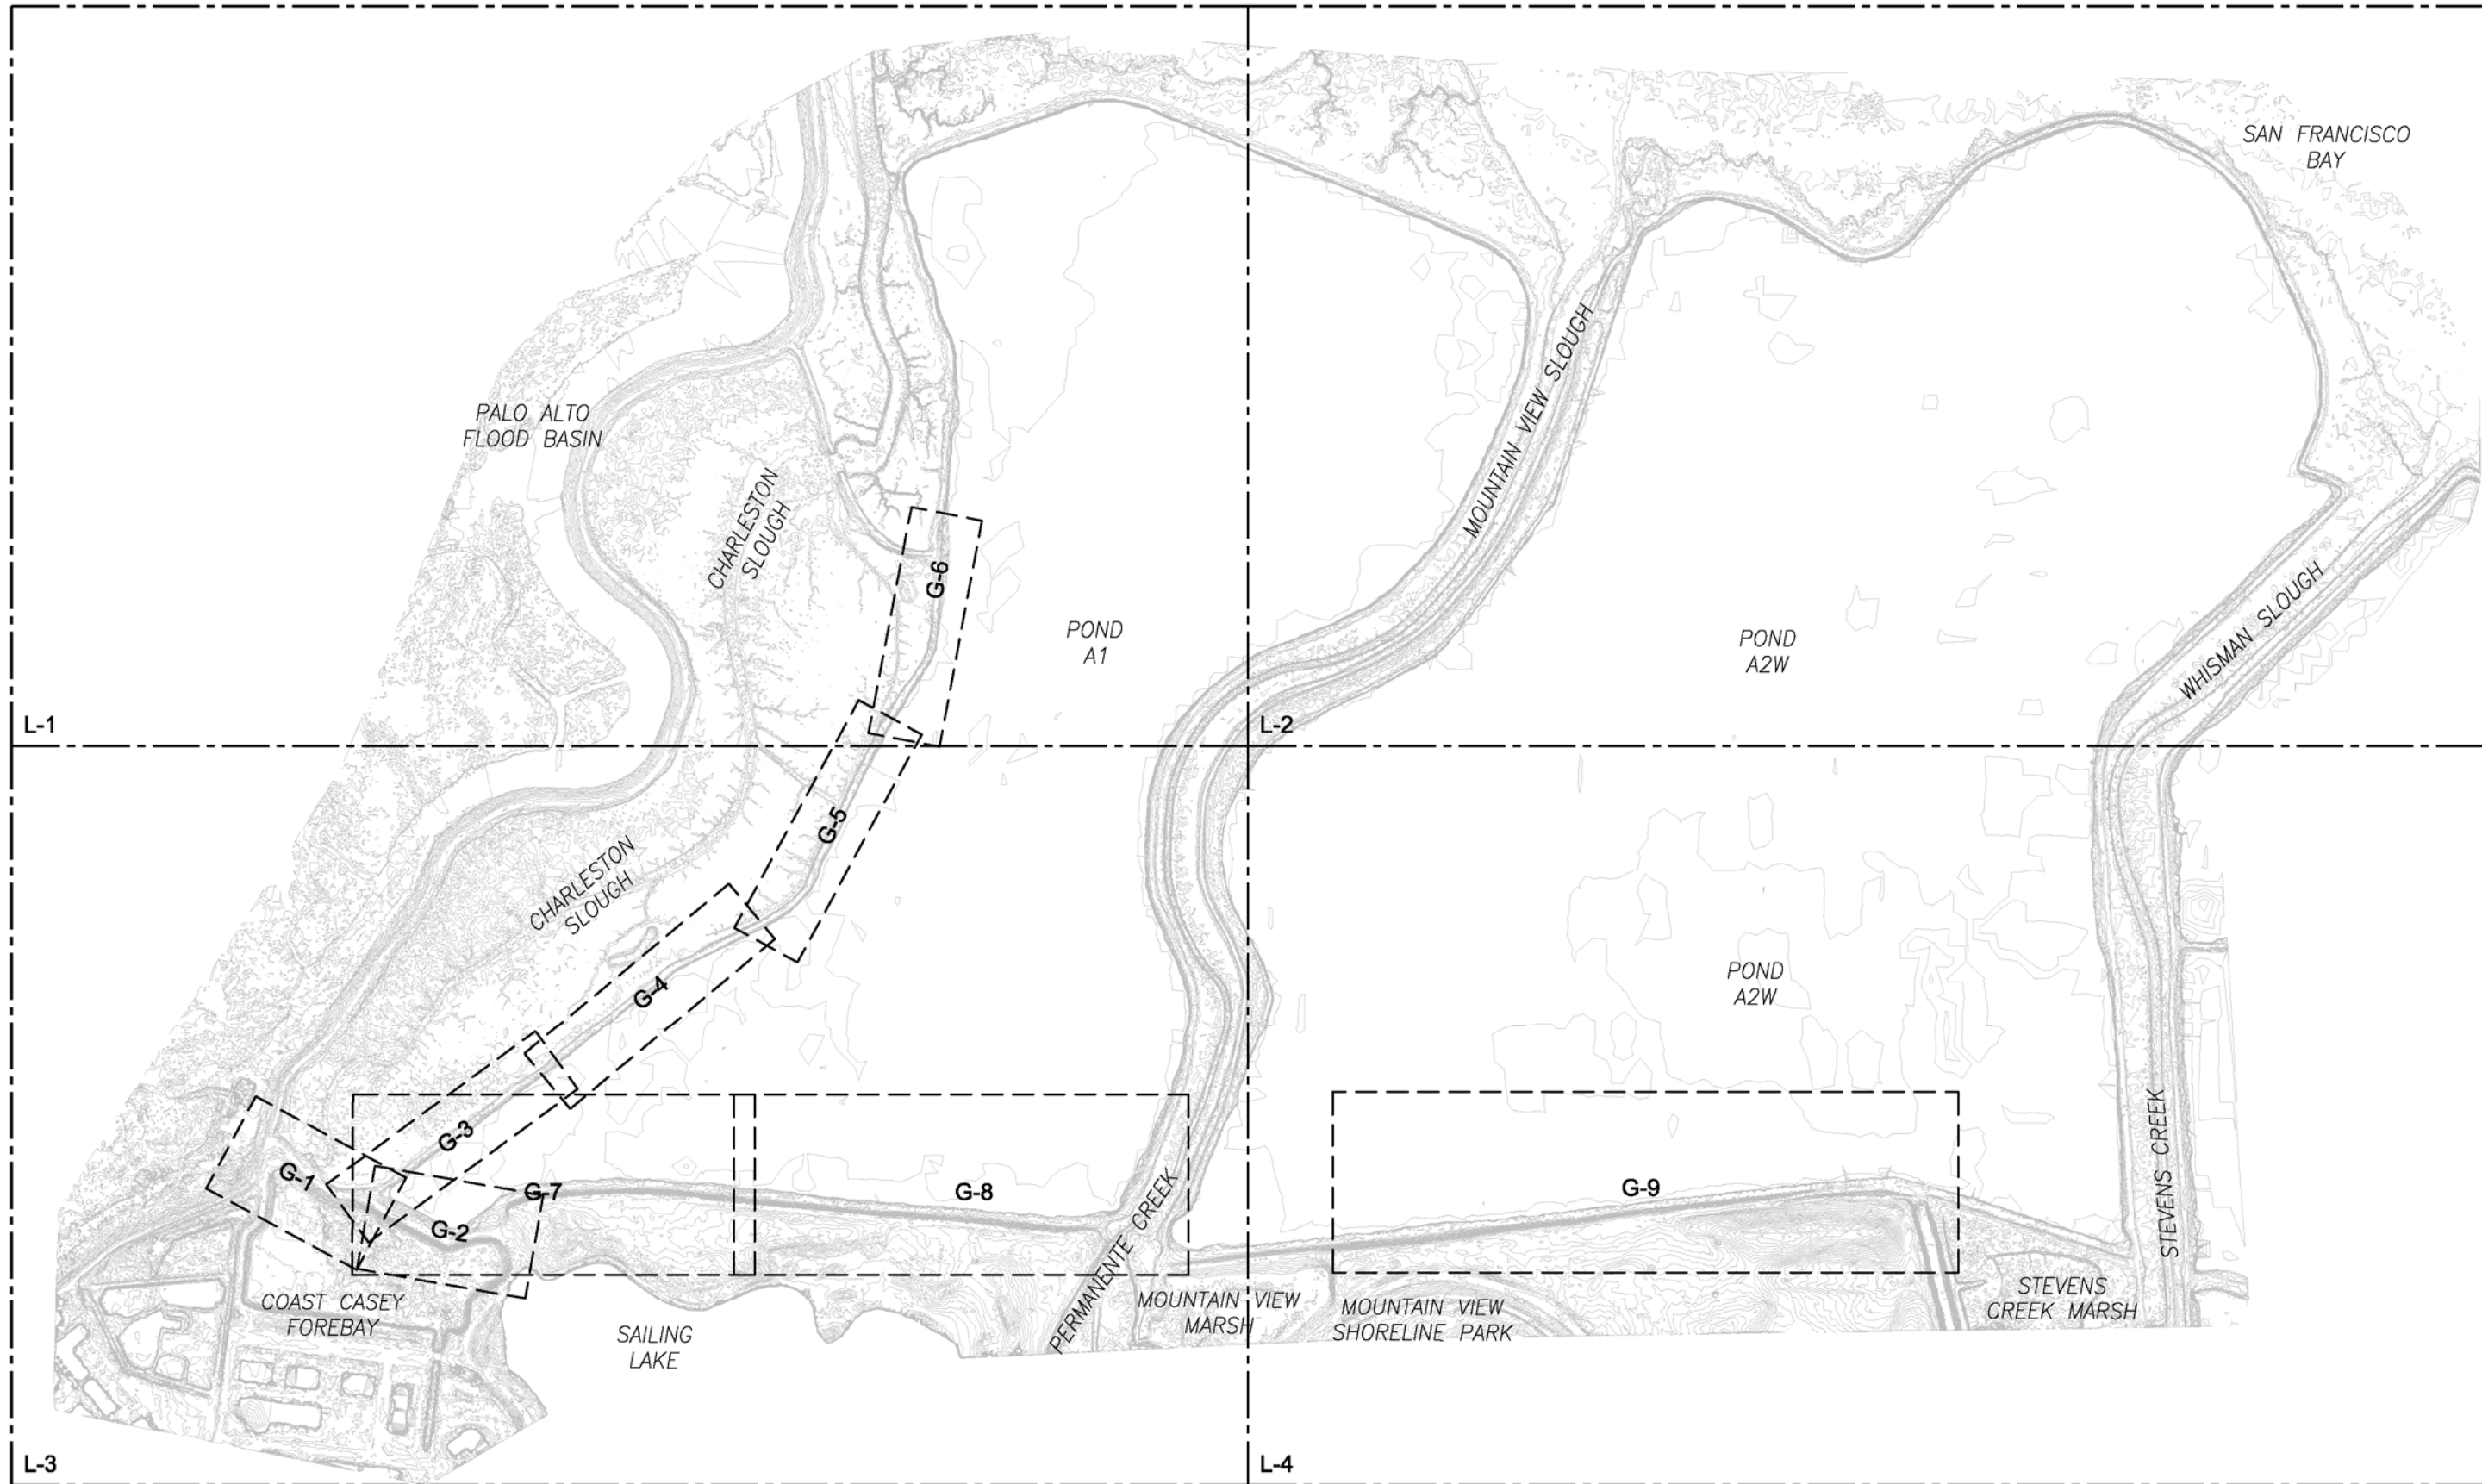 SAN FRANCISCO
BAY
PALO ALTO
FLOOD BASIN
MOUNTAIN VIEW SLOUGH
CHARLESTON
SLOUGH
G-6
POND
A1
POND
A2W
WHISMAN SLOUGH
L-1
L-2
G-5
CHARLESTON
SLOUGH
G-4
POND
A2W
G-3
G-1
G-7
G-8
G-9
G-2
PERMANENTE CREEK
STEVENS CREEK
COAST CASEY
FOREBAY
SAILING
LAKE
MOUNTAIN VIEW
MARSH
MOUNTAIN VIEW
SHORELINE PARK
STEVENS
CREEK MARSH
L-3
L-4